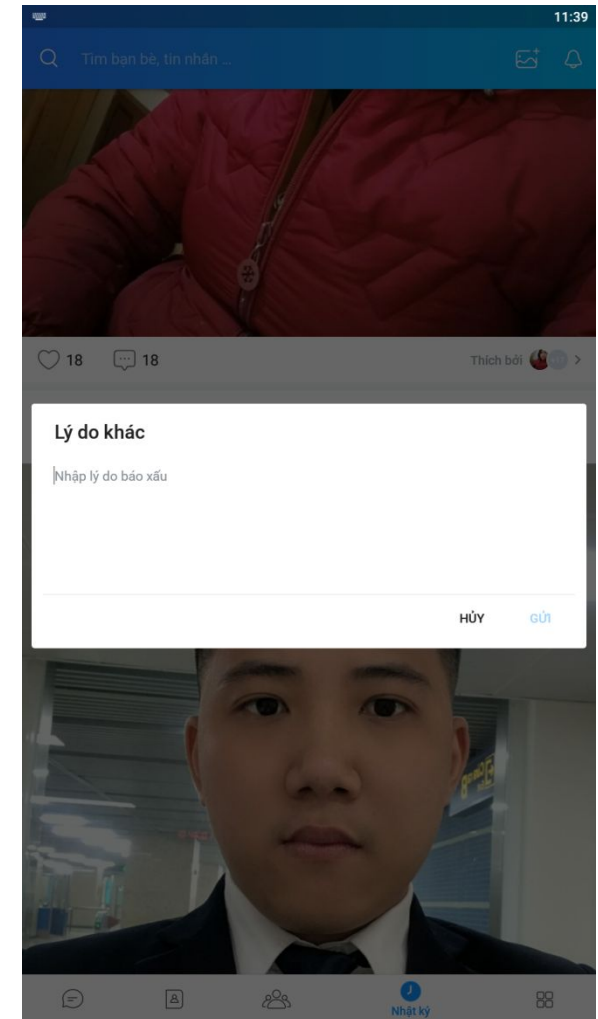 11:39
Tìm bạn bè, tin nhắn ...
18
18
Thích bởi
Lý do khác
Nhập lý do báo xấu
HỦY
GỬI
Nhật ký